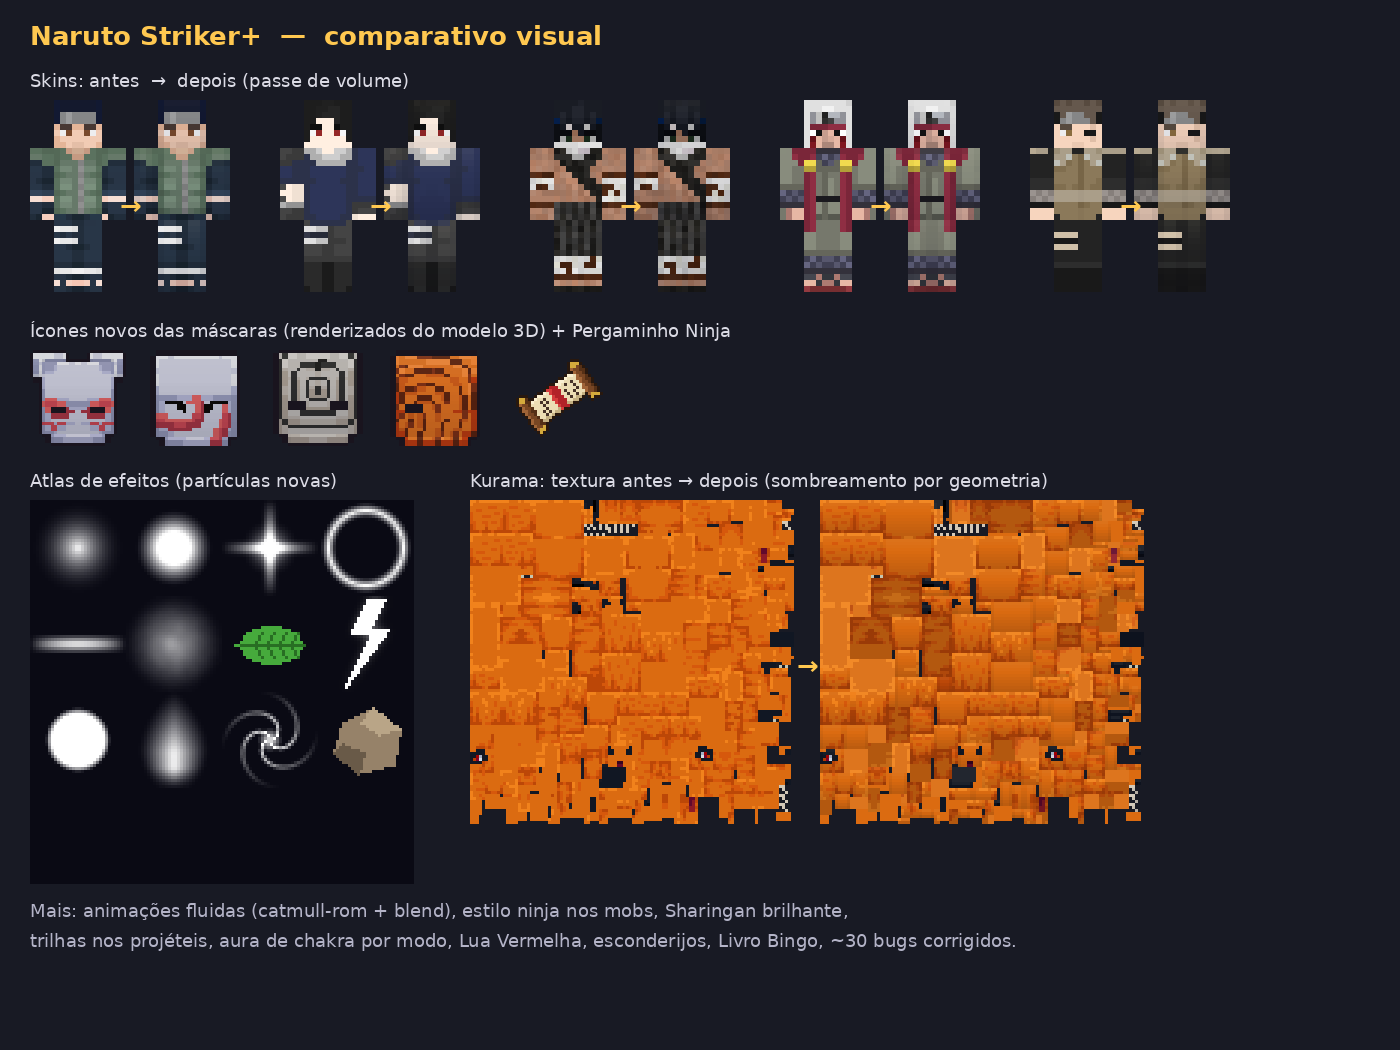 Naruto Striker+ — comparativo visual
Skins: antes → depois (passe de volume)
Ícones novos das máscaras (renderizados do modelo 3D) + Pergaminho Ninja
Atlas de efeitos (partículas novas)
Kurama: textura antes → depois (sombreamento por geometria)
Mais: animações fluidas (catmull-rom + blend), estilo ninja nos mobs, Sharingan brilhante,
trilhas nos projéteis, aura de chakra por modo, Lua Vermelha, esconderijos, Livro Bingo, ~30 bugs corrigidos.